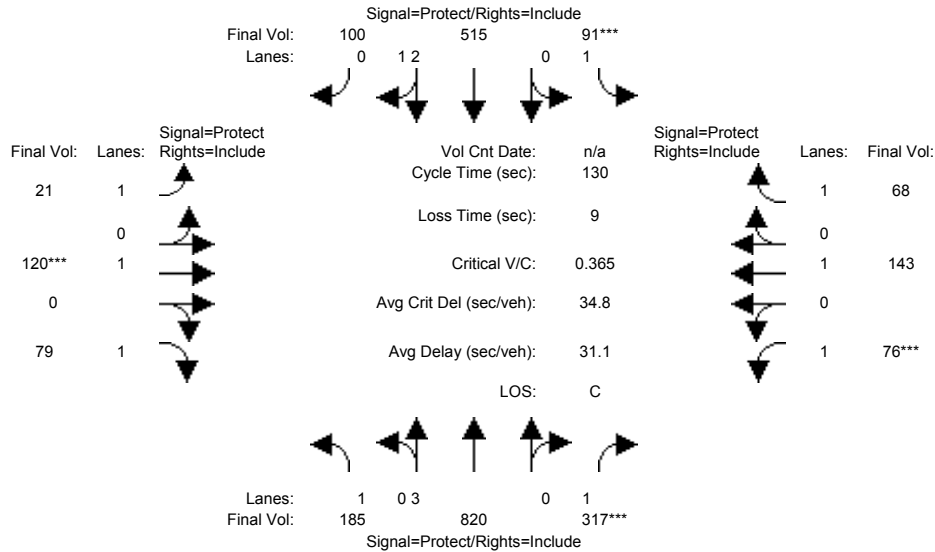 Signal=Protect/Rights=Include
Final Vol: 100 515 91***
Lanes: 0 1 2 0 1
Signal=Protect Signal=Protect
Final Vol: Lanes: Rights=Include Vol Cnt Date: n/a Rights=Include Lanes: Final Vol:
Cycle Time (sec): 130
21 1 1 68
Loss Time (sec): 9
0 0
120*** 1 Critical V/C: 0.365 1 143
0 Avg Crit Del (sec/veh): 34.8 0
79 1 Avg Delay (sec/veh): 31.1 1 76***
LOS: C
Lanes: 1 0 3 0 1
Final Vol: 185 820 317***
Signal=Protect/Rights=Include